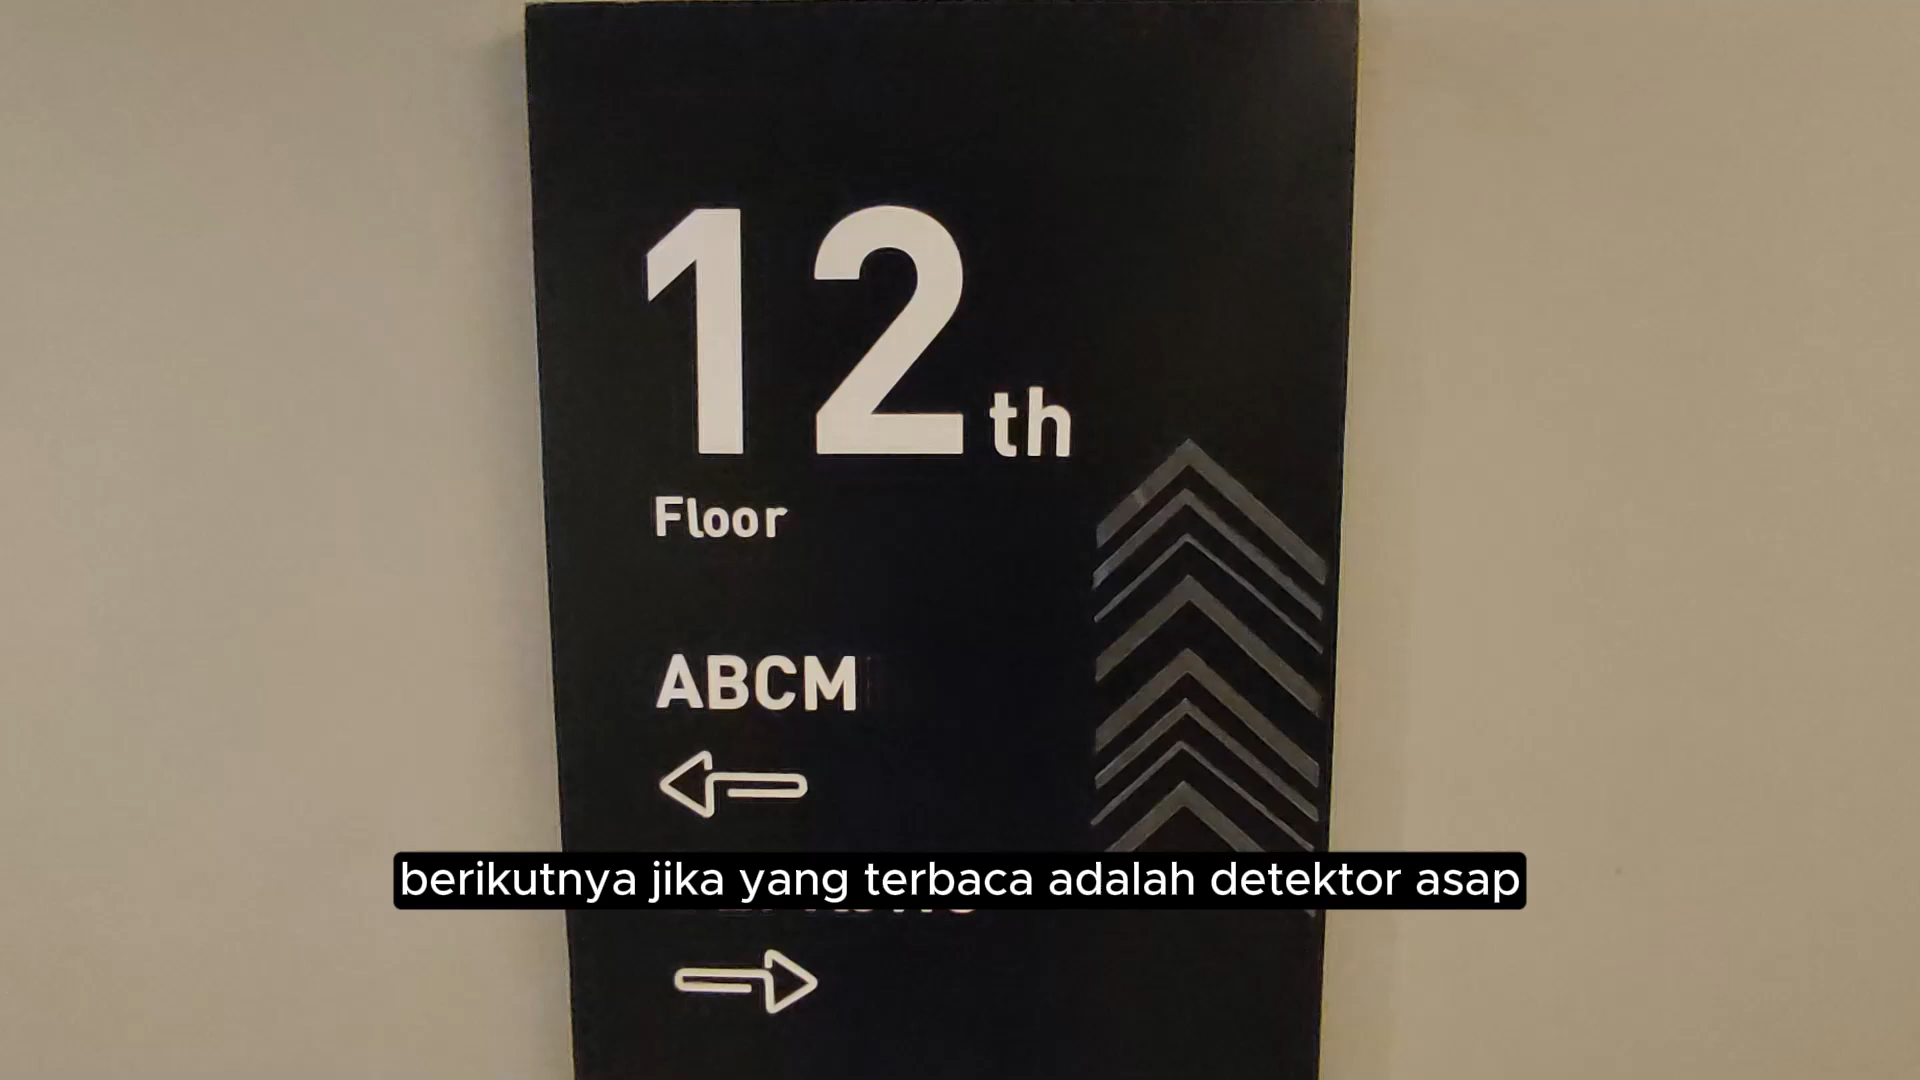 12th
Floor
ABCM
berikutnya jika yang terbaca adalah detektor asap